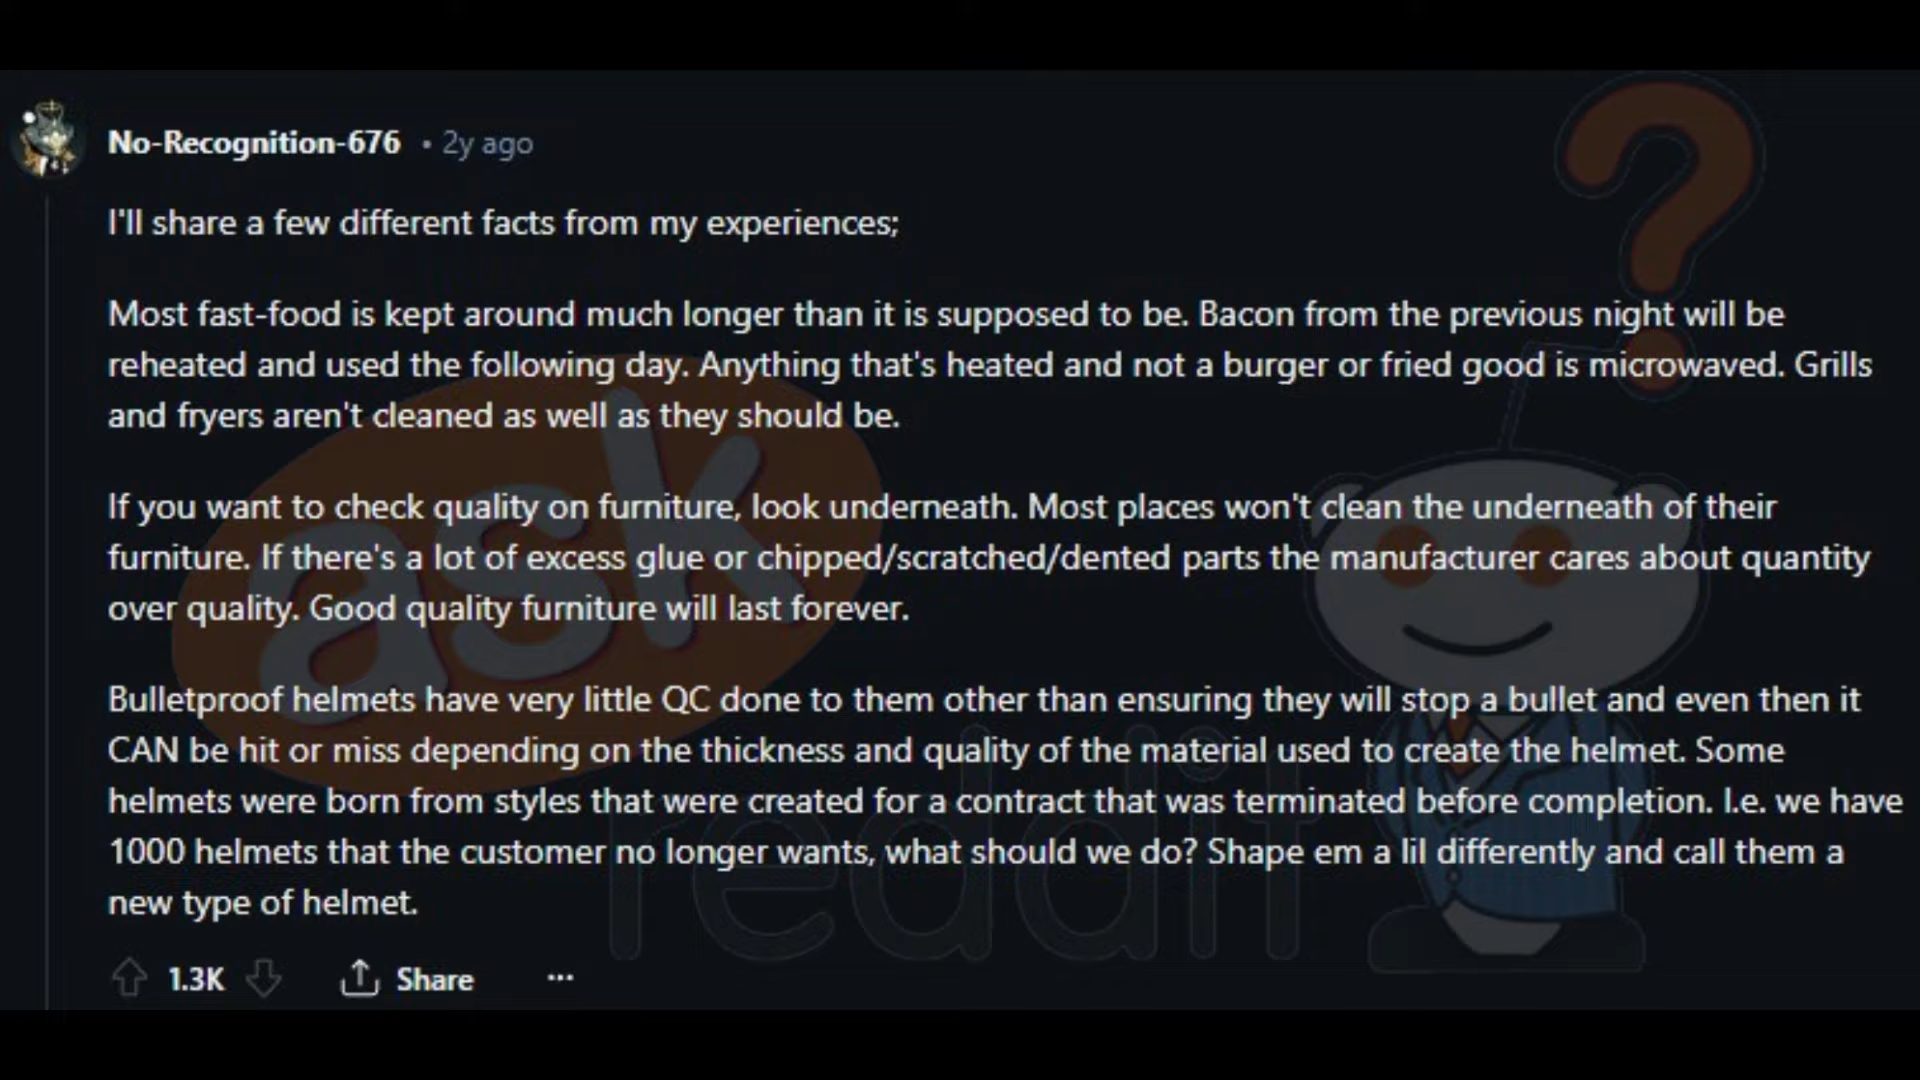 No-Recognition-676 • 2y ago
I'll share a few different facts from my experiences;
Most fast-food is kept around much longer than it is supposed to be. Bacon from the previous night will be
reheated and used the following day. Anything that's heated and not a burger or fried good is microwaved. Grills
and fryers aren't cleaned as well as they should be.
If you want to check quality on furniture, look underneath. Most places won't clean the underneath of their
furniture. If there's a lot of excess glue or chipped/scratched/dented parts the manufacturer cares about quantity
over quality. Good quality furniture will last forever.
Bulletproof helmets have very little QC done to them other than ensuring they will stop a bullet and even then it
CAN be hit or miss depending on the thickness and quality of the material used to create the helmet. Some
helmets were born from styles that were created for a contract that was terminated before completion. I.e. we have
1000 helmets that the customer no longer wants, what should we do? Shape em a lil differently and call them a
new type of helmet.
1.3K Share ...
ask
reddit
?